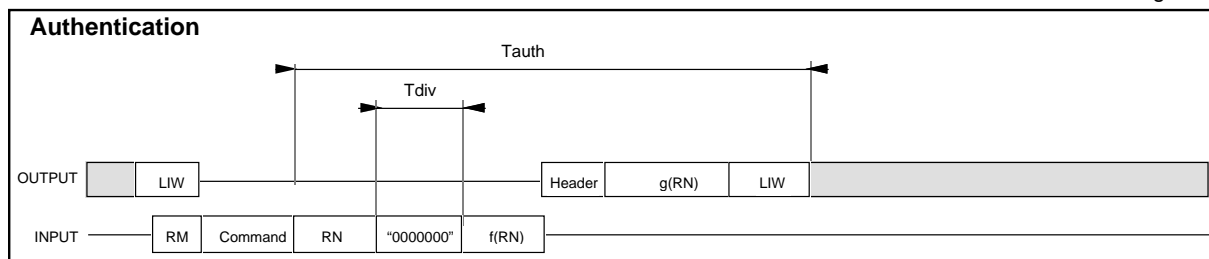 Authentication
Tauth
Tdiv
OUTPUT LIW Header g(RN) LIW
INPUT RM Command RN “0000000” f(RN)